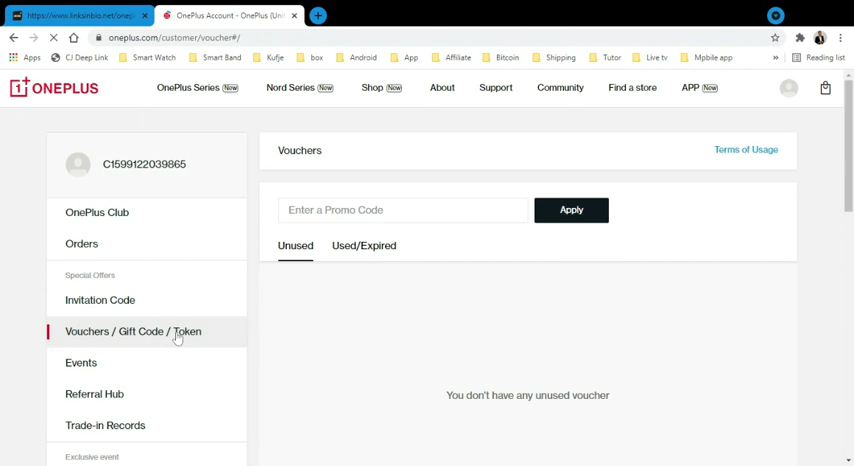 https://www.linksinbio.net/onepl
OnePlus Account - OnePlus (Unit
oneplus.com/customer/voucher#/
Apps CJ Deep Link Smart Watch Smart Band Kufje box Android App Affiliate Bitcoin Shipping Tutor Live tv Mpbile app » Reading list
ONEPLUS OnePlus Series New Nord Series New Shop New About Support Community Find a store APP New
C1599122039865
OnePlus Club
Orders
Special Offers
Invitation Code
Vouchers / Gift Code / Token
Events
Referral Hub
Trade-in Records
Exclusive event
Vouchers Terms of Usage
Enter a Promo Code Apply
Unused Used/Expired
You don't have any unused voucher